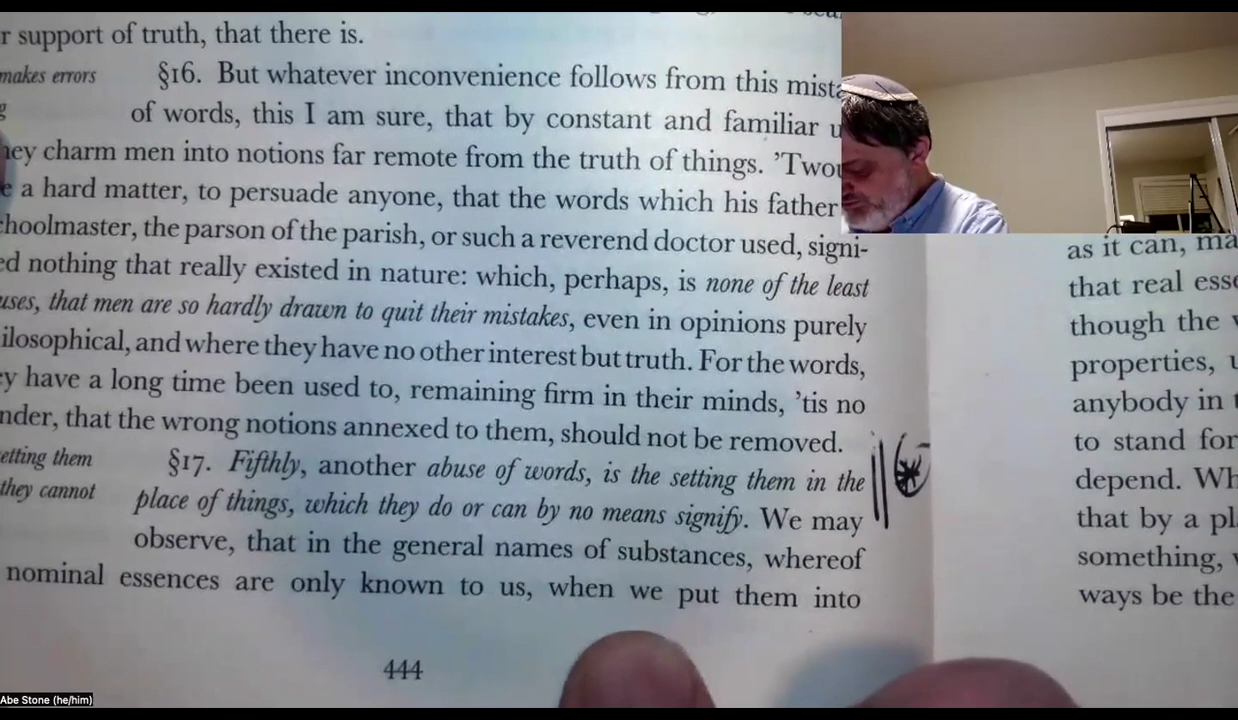 r support of truth, that there is.
makes errors
§16. But whatever inconvenience follows from this
of words, this I am sure, that by constant and familiar
they charm men into notions far remote from the truth of things.
a hard matter, to persuade anyone, that the words which his father
hoolmaster, the parson of the parish, or such a reverend doctor used, signi-
ed nothing that really existed in nature: which, perhaps, is none of the least
uses, that men are so hardly drawn to quit their mistakes, even in opinions purely
ilosophical, and where they have no other interest but truth. For the words,
ey have a long time been used to, remaining firm in their minds, 'tis no
nder, that the wrong notions annexed to them, should not be removed.
etting them
they cannot
§17. Fifthly, another abuse of words, is the setting them in the
place of things, which they do or can by no means signify. We may
observe, that in the general names of substances, whereof
nominal essences are only known to us, when we put them into
444
as it can, ma
that real esse
though the
properties,
anybody in
to stand for
depend. Wh
that by a pl
something,
ways be the
Abe Stone (he/him)